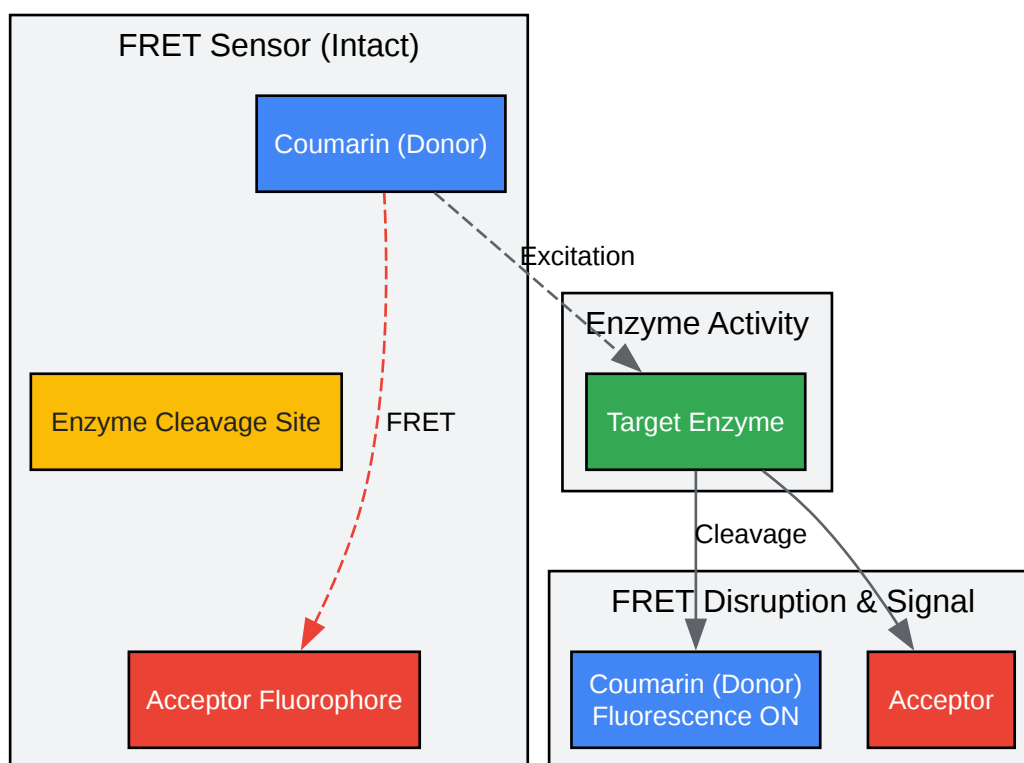 FRET Sensor (Intact)
Coumarin (Donor)
Excitation
Enzyme Activity
Enzyme Cleavage Site
FRET
Target Enzyme
Cleavage
FRET Disruption & Signal
Acceptor Fluorophore
Coumarin (Donor)
Fluorescence ON
Acceptor